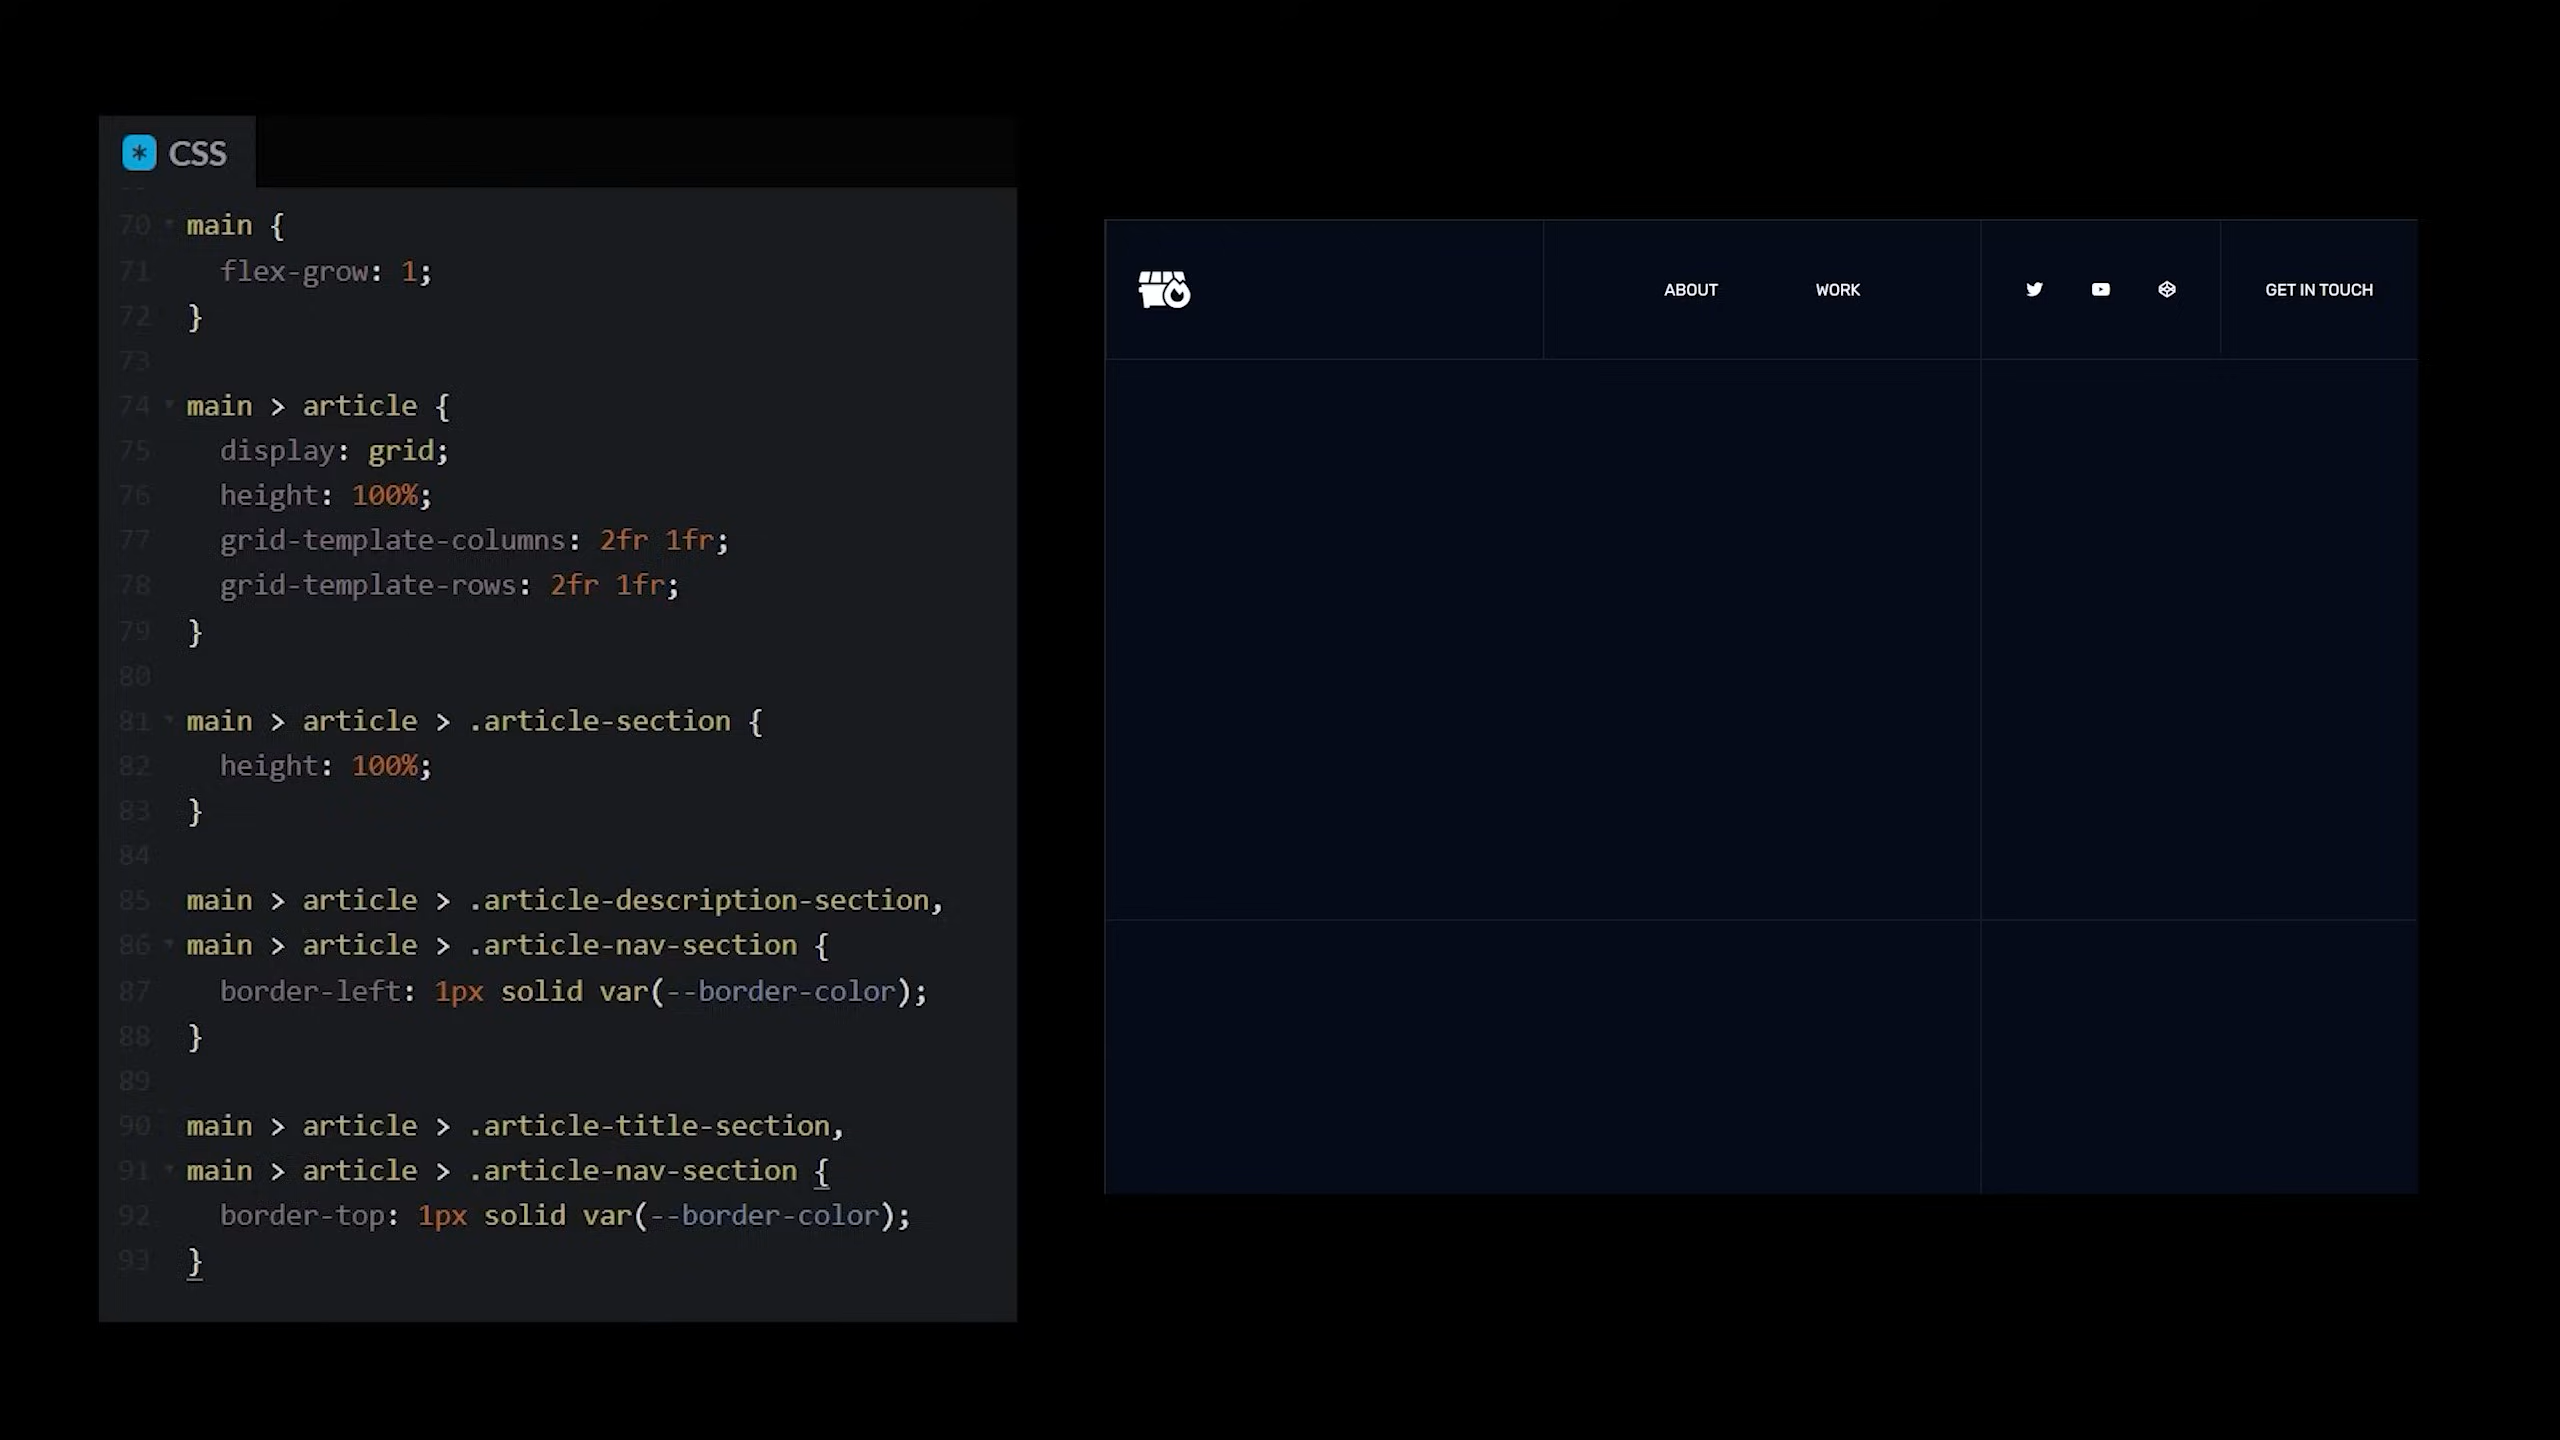 CSS
70 main {
71 flex-grow: 1;
72 }
73
74 main > article {
75 display: grid;
76 height: 100%;
77 grid-template-columns: 2fr 1fr;
78 grid-template-rows: 2fr 1fr;
79 }
80
81 main > article > .article-section {
82 height: 100%;
83 }
84
85 main > article > .article-description-section,
86 main > article > .article-nav-section {
87 border-left: 1px solid var(--border-color);
88 }
89
90 main > article > .article-title-section,
91 main > article > .article-nav-section {
92 border-top: 1px solid var(--border-color);
93 }
ABOUT WORK GET IN TOUCH